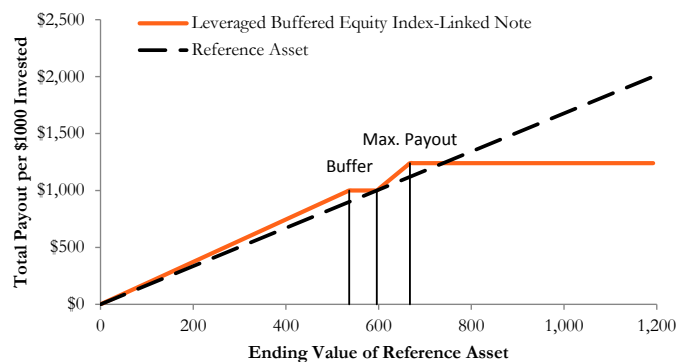 $2,500
Leveraged Buffered Equity Index-Linked Note
Reference Asset
$2,000
$1,500
Max. Payout
Buffer
$1,000
$500
$0
Total Payout per $1000 Invested
0
200
400
600
800
1,000
1,200
Ending Value of Reference Asset